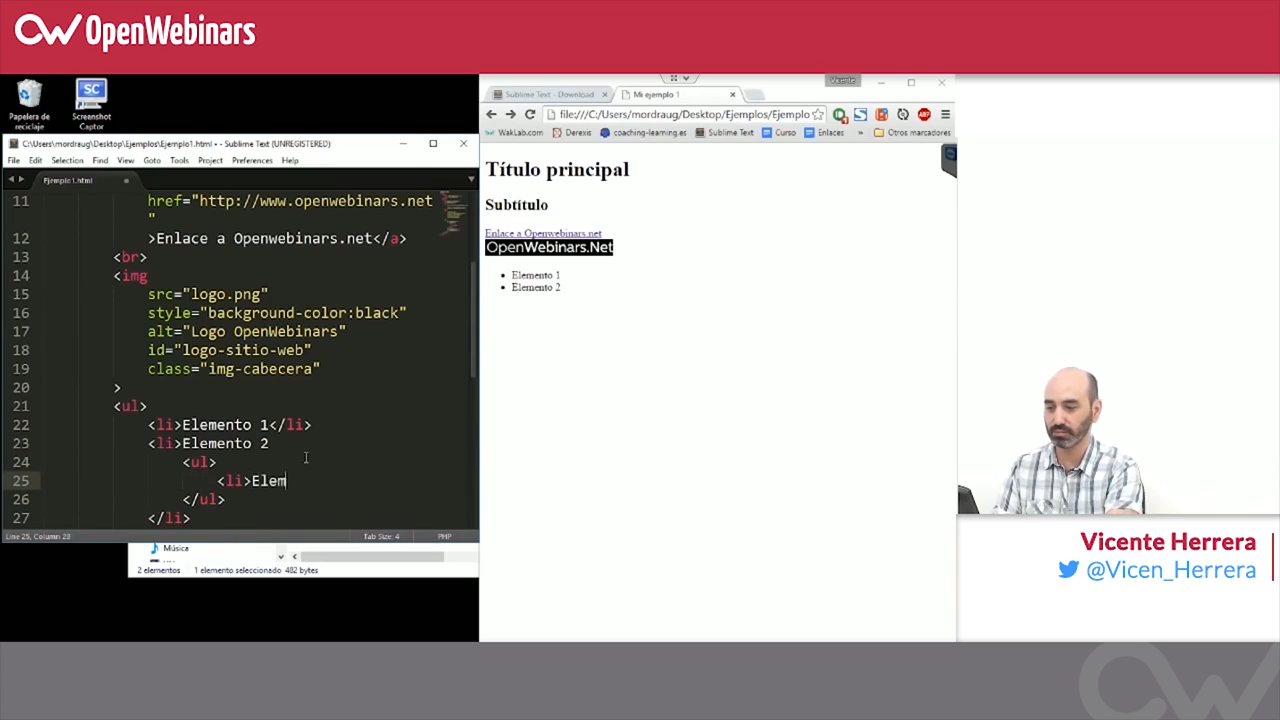 OpenWebinars
Papelera de
reciclaje
SC
Screenshot
Captor
C:\Users\mordraug\Desktop\Ejemplos\Ejemplo1.html • - Sublime Text (UNREGISTERED)
File Edit Selection Find View Goto Tools Project Preferences Help
Ejemplo1.html
11 href="http://www.openwebinars.net
"
12 >Enlace a Openwebinars.net</a>
13 <br>
14 <img
15 src="logo.png"
16 style="background-color:black"
17 alt="Logo OpenWebinars"
18 id="logo-sitio-web"
19 class="img-cabecera"
20 >
21 <ul>
22 <li>Elemento 1</li>
23 <li>Elemento 2
24 <ul>
25 <li>Elem
26 </ul>
27 </li>
Line 25, Column 23 Tab Size: 4 PHP
Música
2 elementos 1 elemento seleccionado 482 bytes
Vicente
Sublime Text - Download Mi ejemplo 1
file:///C:/Users/mordraug/Desktop/Ejemplos/Ejemplo
WakLab.com Derexis coaching-learning.es Sublime Text Curso Enlaces » Otros marcadores
Título principal
Subtítulo
Enlace a Openwebinars.net
OpenWebinars.Net
• Elemento 1
• Elemento 2
Vicente Herrera
@Vicen_Herrera